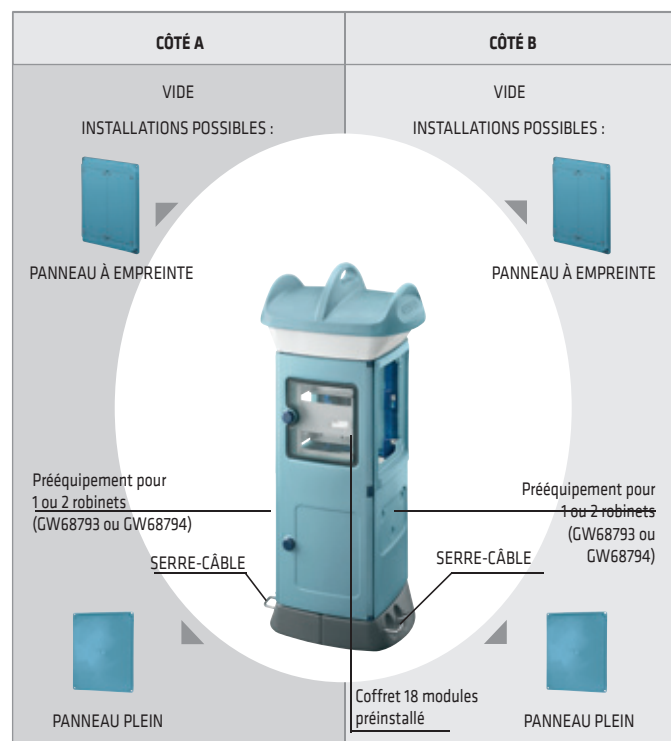 CÔTÉ A
CÔTÉ B
VIDE
INSTALLATIONS POSSIBLES :
VIDE
INSTALLATIONS POSSIBLES :
PANNEAU À EMPREINTE
PANNEAU À EMPREINTE
Prééquipement pour
1 ou 2 robinets
(GW68793 ou GW68794)
Prééquipement pour
1 ou 2 robinets
(GW68793 ou
GW68794)
SERRE-CÂBLE
SERRE-CÂBLE
Coffret 18 modules
préinstallé
PANNEAU PLEIN
PANNEAU PLEIN